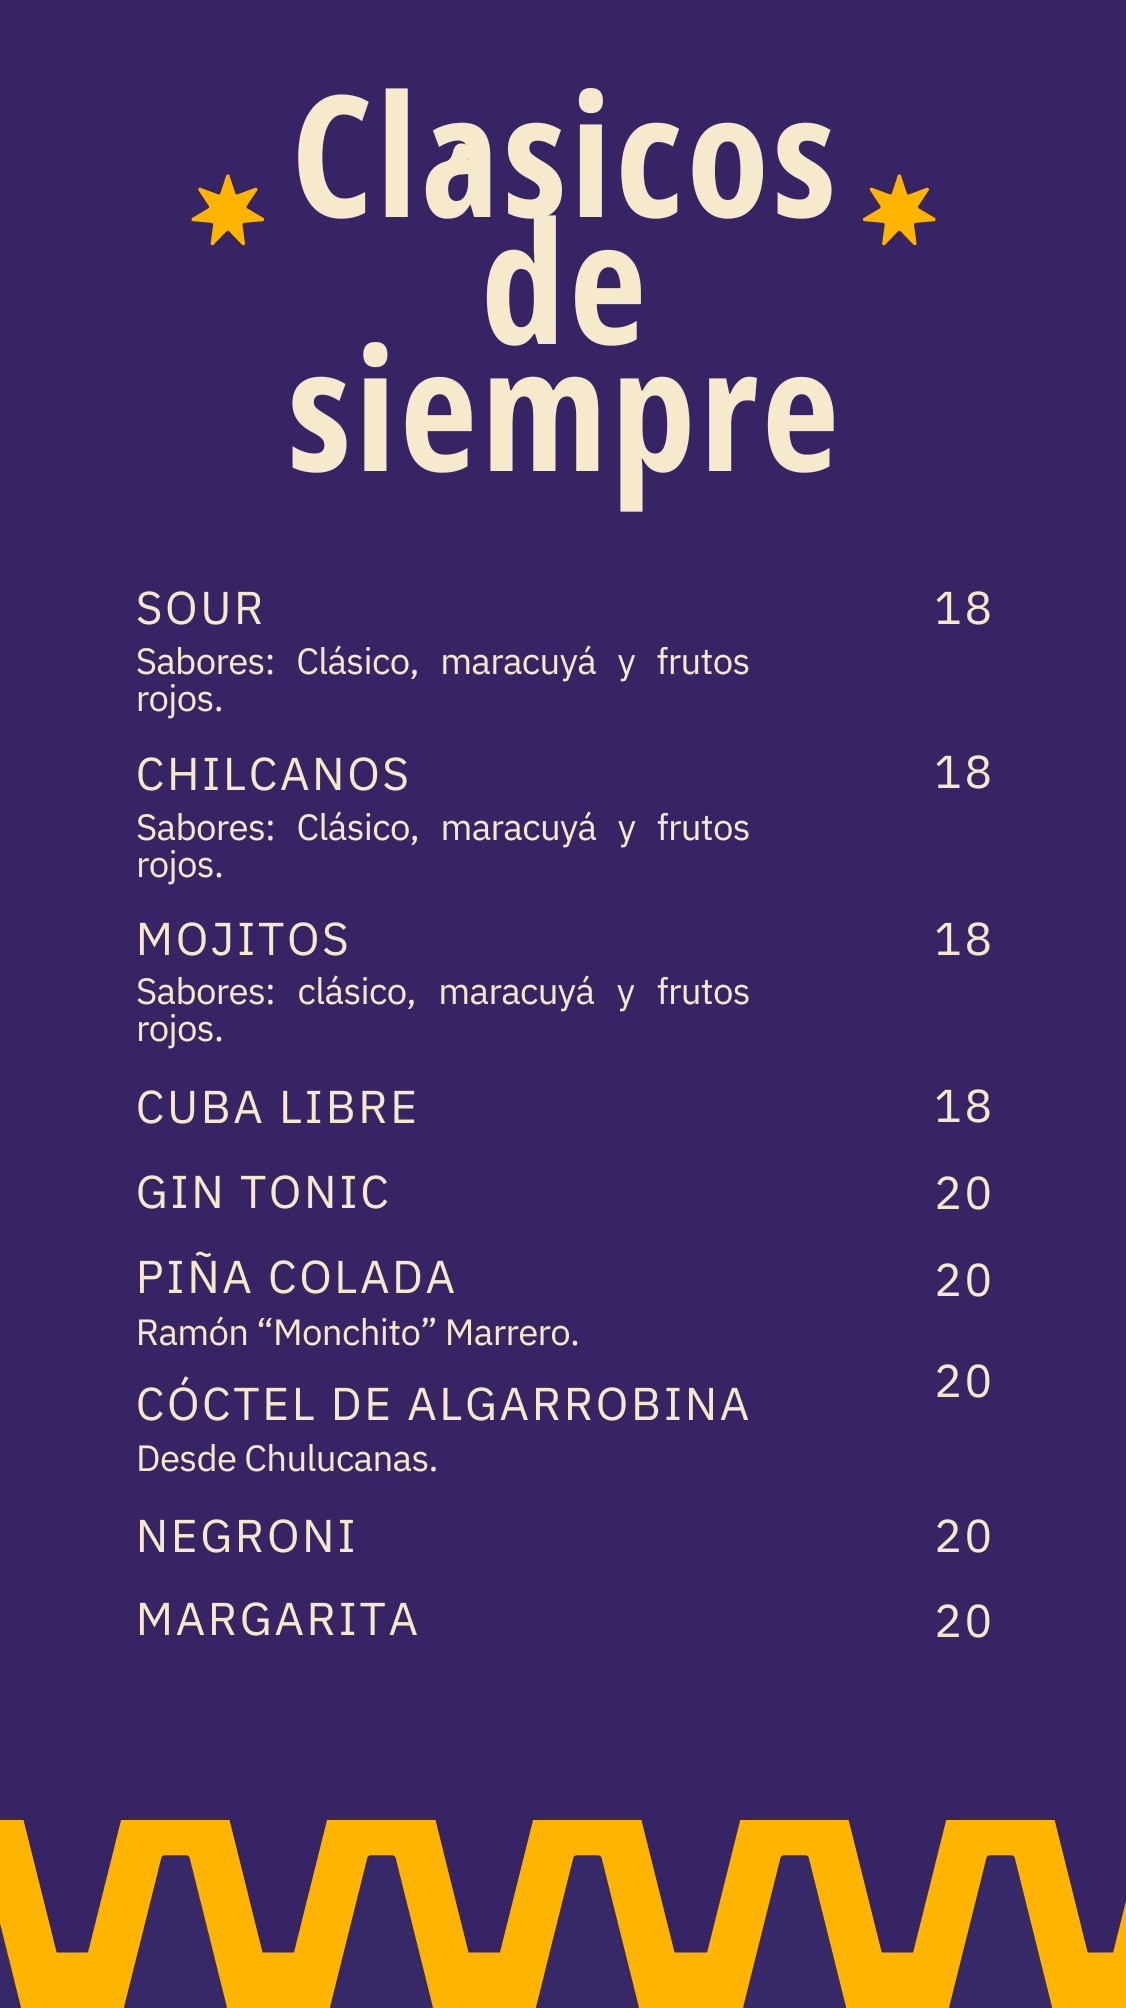 Clasicos
de
siempre
SOUR 18
Sabores: Clásico, maracuyá y frutos
rojos.
CHILCANOS 18
Sabores: Clásico, maracuyá y frutos
rojos.
MOJITOS 18
Sabores: clásico, maracuyá y frutos
rojos.
CUBA LIBRE 18
GIN TONIC 20
PIÑA COLADA 20
Ramón “Monchito” Marrero.
CÓCTEL DE ALGARROBINA 20
Desde Chulucanas.
NEGRONI 20
MARGARITA 20